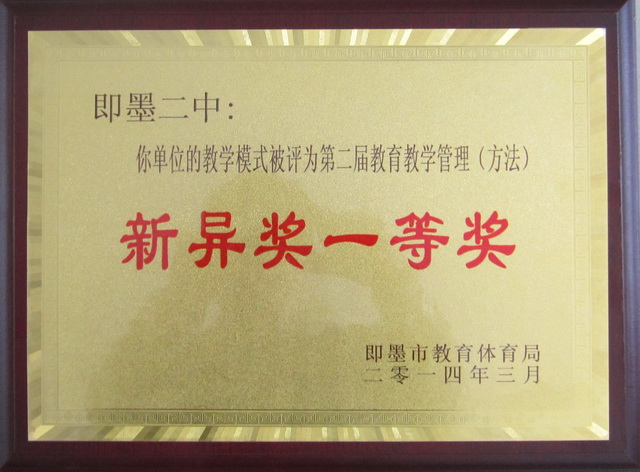 即墨二中:
你单位的教学模式被评为第二届教育教学管理（方法）
新异奖一等奖
即墨市教育体育局
二零一四年三月